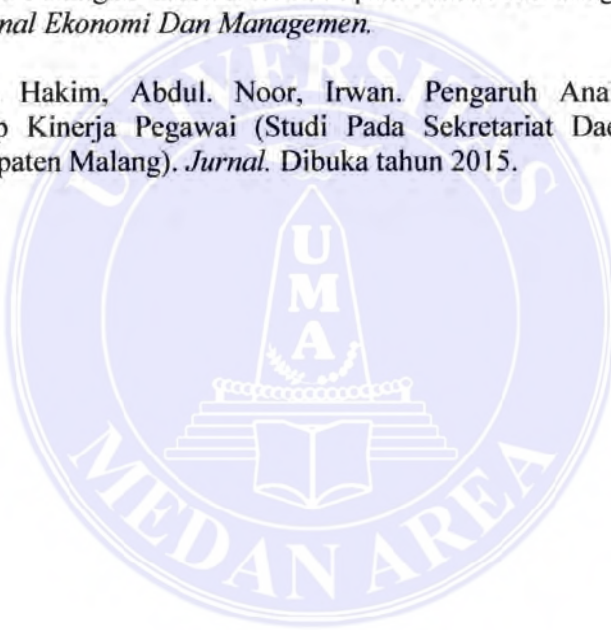 nal Ekonomi Dan Managemen.
Hakim, Abdul. Noor, Irwan. Pengaruh Ana
Kinerja Pegawai (Studi Pada Sekretariat Dae
paten Malang). Jurnal. Dibuka tahun 2015.
UNIVERSITAS
U
M
A
MEDAN AREA